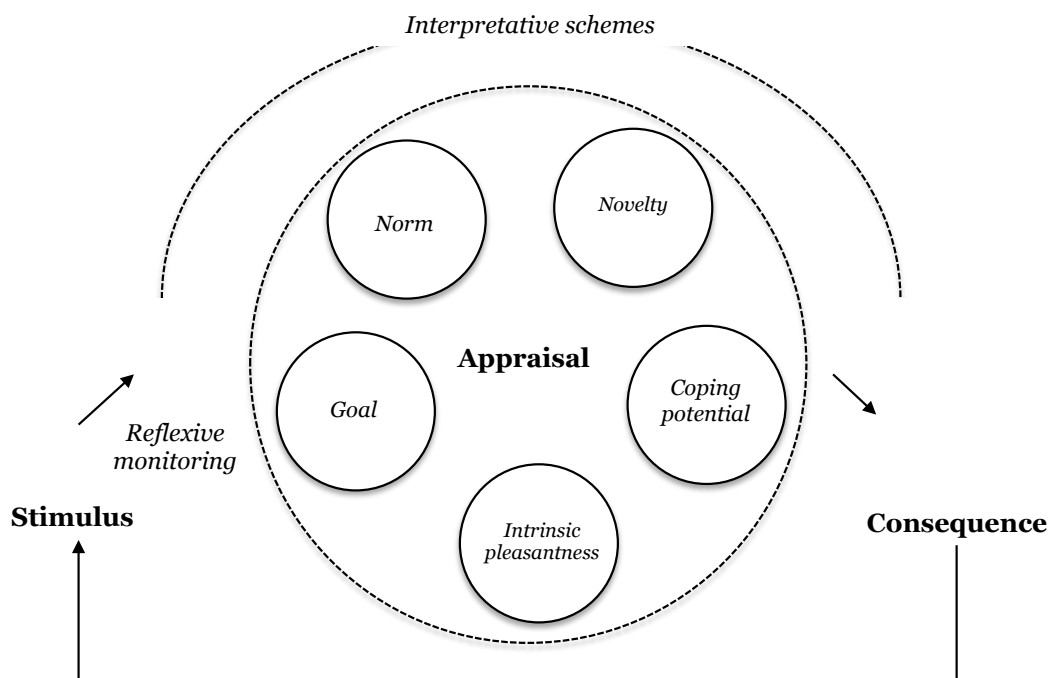 Interpretative schemes
Norm
Novelty
Appraisal
Goal
Coping
potential
Reflexive
monitoring
Intrinsic
pleasantness
Stimulus
Consequence